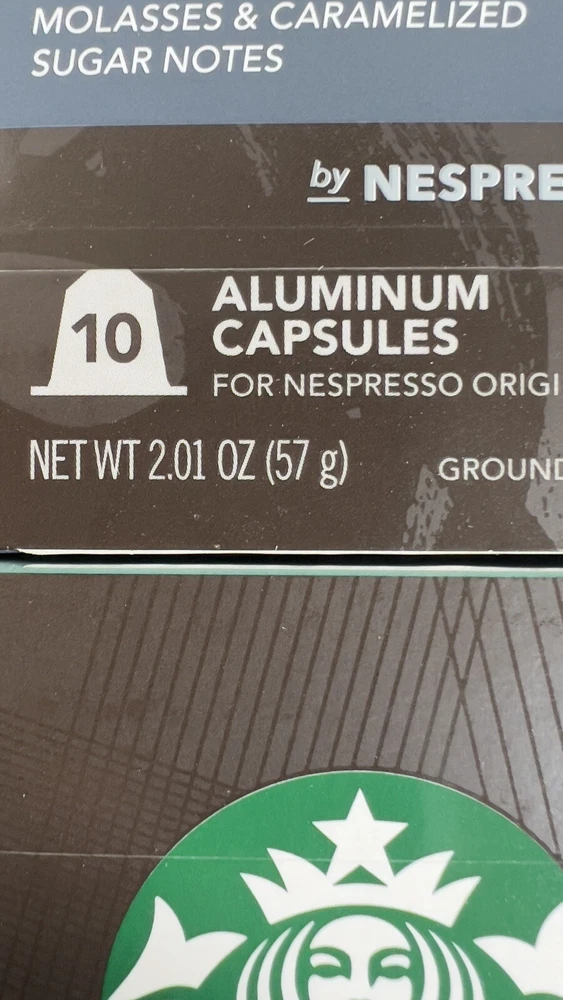 MOLASSES & CARAMELIZED
SUGAR NOTES
by NESPRE
10
ALUMINUM
CAPSULES
FOR NESPRESSO ORIGI
NET WT 2.01 OZ (57 g)
GROUND